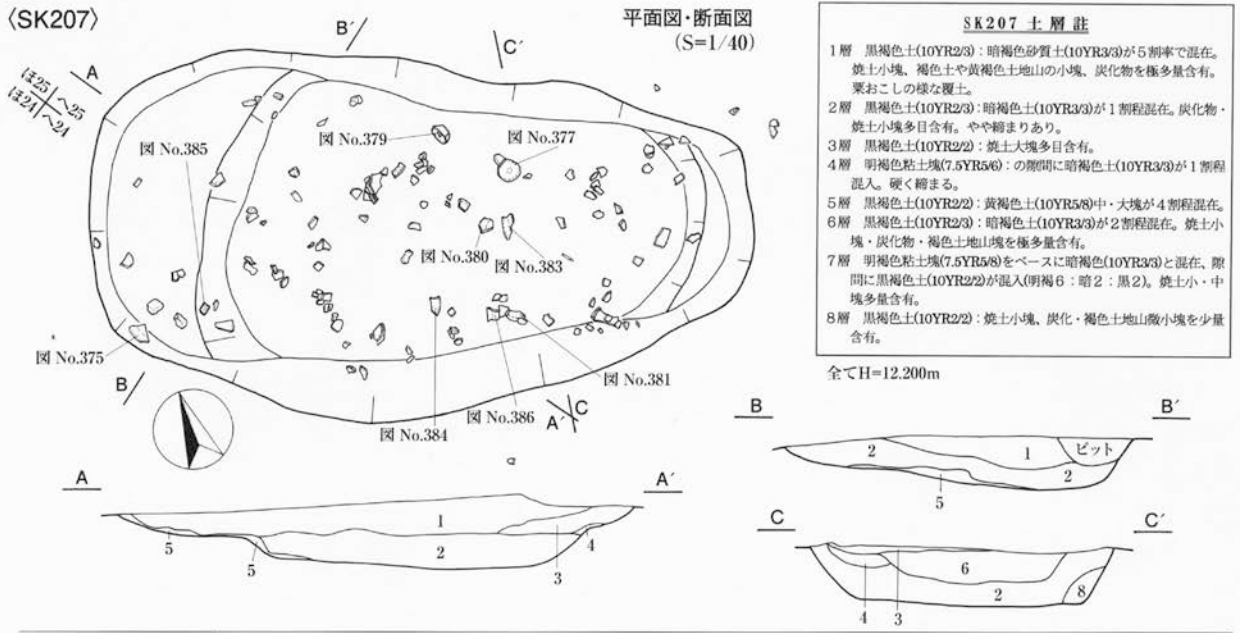 〈SK207〉
平面図・断面図
(S=1/40)
B′
C′
A
ほ25 へ25
ほ24 へ24
図 No.379
図 No.377
図 No.385
図 No.380
図 No.383
図 No.375
図 No.381
図 No.386
図 No.384
B
A′
C
SK207 土層註
1層 黒褐色土(10YR2/3)：暗褐色砂質土(10YR3/3)が5割率で混在。
焼土小塊、褐色土や黄褐色土地山の小塊、炭化物を極多量含有。
粟おこしの様な覆土。
2層 黒褐色土(10YR2/3)：暗褐色土(10YR3/3)が1割程混在。炭化物・
焼土小塊多目含有。やや締まりあり。
3層 黒褐色土(10YR2/2)：焼土大塊多目含有。
4層 明褐色粘土塊(7.5YR5/6)：の隙間に暗褐色土(10YR3/3)が1割程
混入。硬く締まる。
5層 黒褐色土(10YR2/2)：黄褐色土(10YR5/8)中・大塊が4割程混在。
6層 黒褐色土(10YR2/3)：暗褐色土(10YR3/3)が2割程混在。焼土小
塊・炭化物・褐色土地山塊を極多量含有。
7層 明褐色粘土塊(7.5YR5/8)をベースに暗褐色(10YR3/3)と混在、隙
間に黒褐色土(10YR2/2)が混入(明褐6：暗2：黒2)。焼土小・中
塊多量含有。
8層 黒褐色土(10YR2/2)：焼土小塊、炭化・褐色土地山微小塊を少量
含有。
全てH=12.200m
A
A′
1
2
5
5
3
4
B
B′
2
1
ピット
2
5
C
C′
6
2
8
4
3